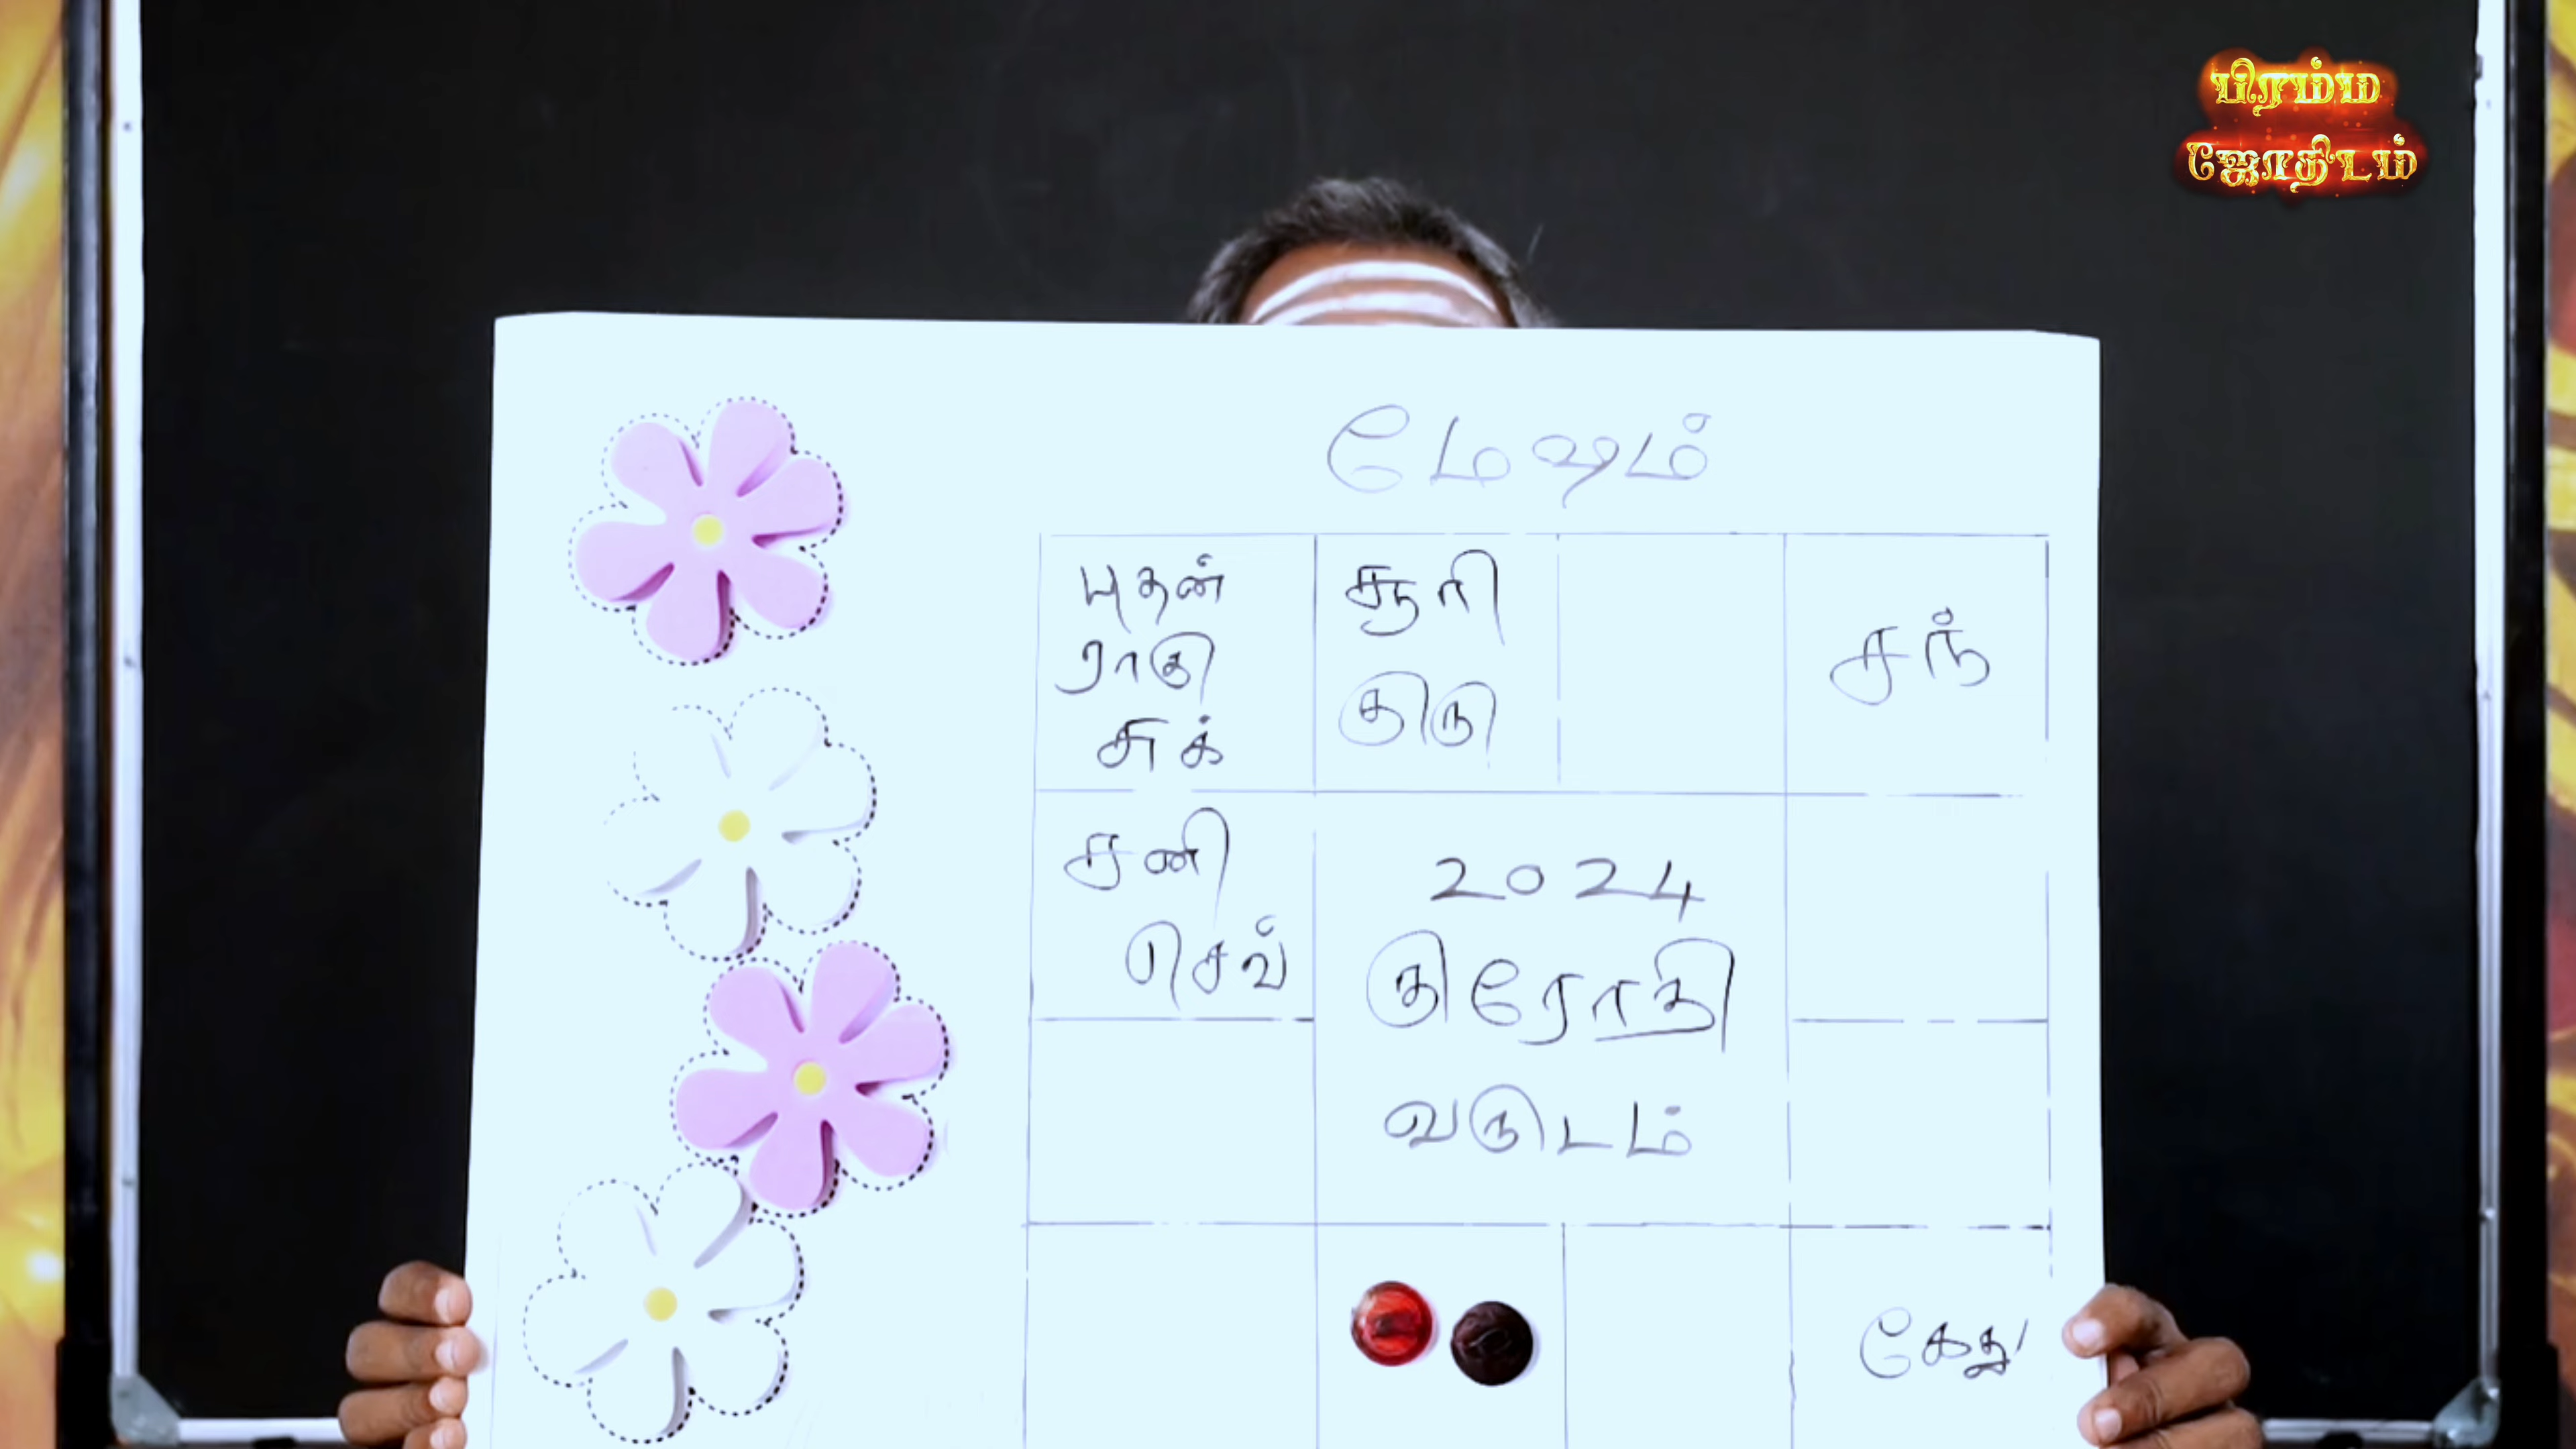 பிரம்ம
ஜோதிடம்
மேஷம்
புதன்
ராகு
சுக்
சூரி
குரு
சந்
சனி
செவ்
2024
குரோதி
வருடம்
கேது